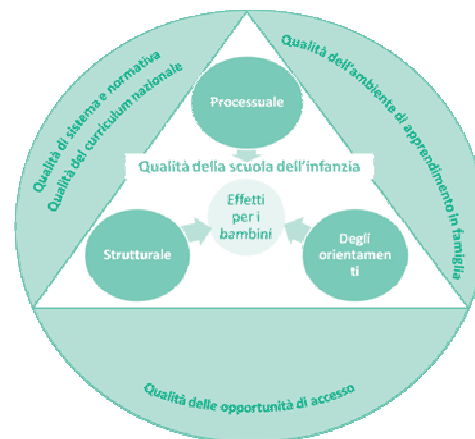 Qualità di sistema e normativa
Qualità del curriculum nazionale
Qualità dell'ambiente di apprendimento in famiglia
Processuale
Qualità della scuola dell'infanzia
Effetti
per i
bambini
Strutturale
Degli
orientamen
ti
Qualità delle opportunità di accesso